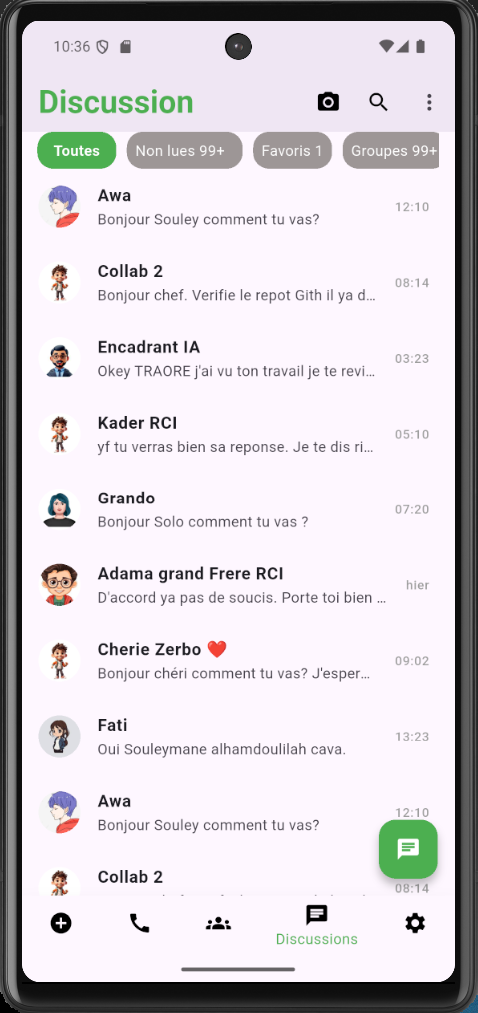 10:36
Discussion
Toutes
Non lues 99+
Favoris 1
Groupes 99+
Awa
12:10
Bonjour Souley comment tu vas?
Collab 2
08:14
Bonjour chef. Verifie le repot Gith il ya d...
Encadrant IA
03:23
Okey TRAORE j'ai vu ton travail je te revi...
Kader RCI
05:10
yf tu verras bien sa reponse. Je te dis ri...
Grando
07:20
Bonjour Solo comment tu vas ?
Adama grand Frere RCI
hier
D'accord ya pas de soucis. Porte toi bien ...
Cherie Zerbo ❤️
09:02
Bonjour chéri comment tu vas? J'esper...
Fati
13:23
Oui Souleymane alhamdoulilah cava.
Awa
12:10
Bonjour Souley comment tu vas?
Collab 2
08:14
Discussions